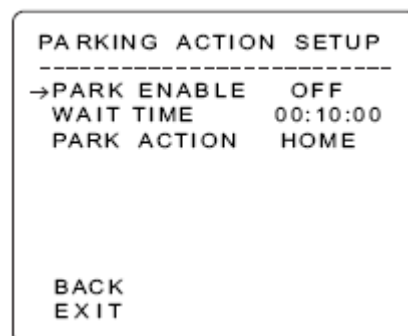 PARKING ACTION SETUP
---------------------------
→PARK ENABLE OFF
WAIT TIME 00:10:00
PARK ACTION HOME
BACK
EXIT